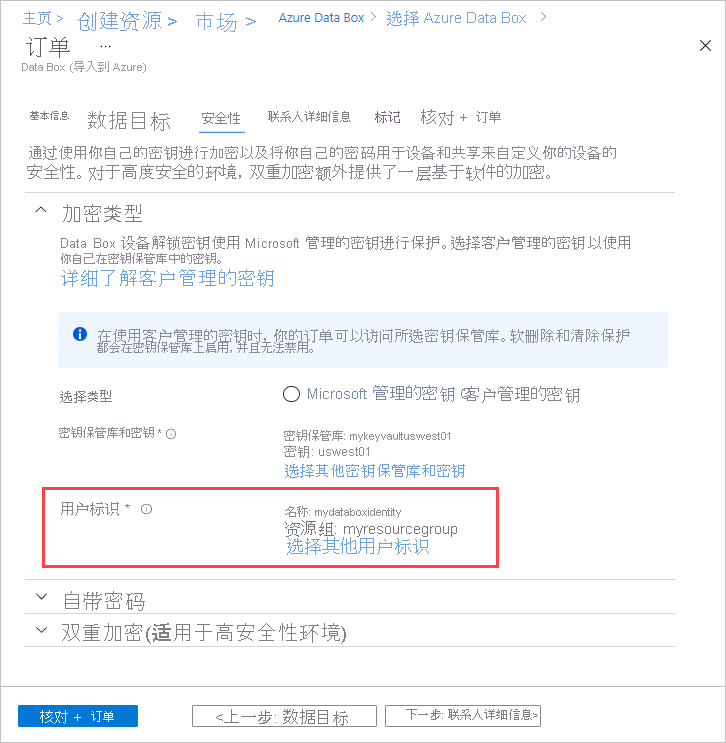 主页 > 创建资源 > 市场 > Azure Data Box > 选择 Azure Data Box >
订单 ...
Data Box (导入到 Azure)
基本信息 数据目标 安全性 联系人详细信息 标记 核对 + 订单
通过使用你自己的密钥进行加密以及将你自己的密码用于设备和共享来自定义你的设备的
安全性。对于高度安全的环境, 双重加密额外提供了一层基于软件的加密。
加密类型
Data Box 设备解锁密钥使用 Microsoft 管理的密钥进行保护。选择客户管理的密钥以使用
你自己在密钥保管库中的密钥。
详细了解客户管理的密钥
在使用客户管理的密钥时, 你的订单可以访问所选密钥保管库。软删除和清除保护
都会在密钥保管库上启用, 并且无法禁用。
选择类型 Microsoft 管理的密钥 客户管理的密钥
密钥保管库和密钥 * 密钥保管库: mykeyvaultuswest01
密钥: uswest01
选择其他密钥保管库和密钥
用户标识 * 名称: mydataboxidentity
资源组: myresourcegroup
选择其他用户标识
自带密码
双重加密(适用于高安全性环境)
核对 + 订单 <上一步: 数据目标 下一步: 联系人详细信息>